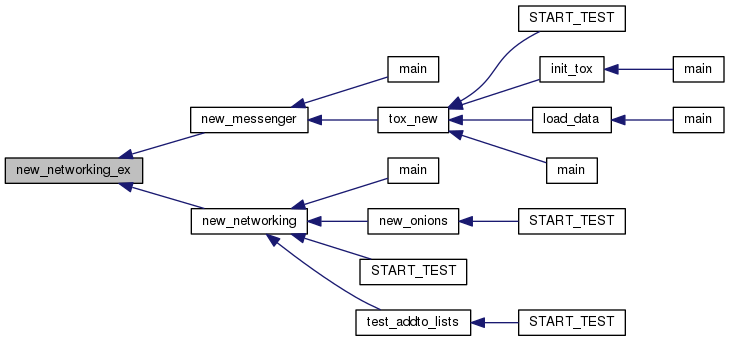 START_TEST
main
init_tox
main
new_messenger
tox_new
load_data
main
new_networking_ex
main
main
new_networking
new_onions
START_TEST
START_TEST
test_addto_lists
START_TEST